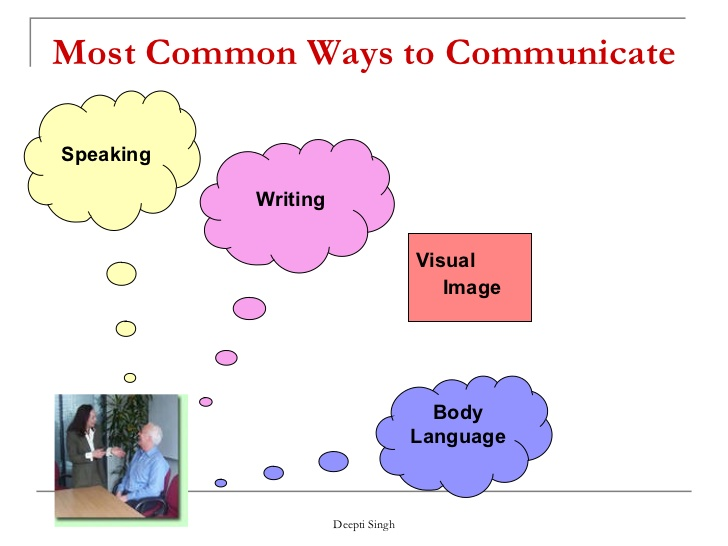 Most Common Ways to Communicate
Speaking
Writing
Visual
Image
Body
Language
Deepti Singh